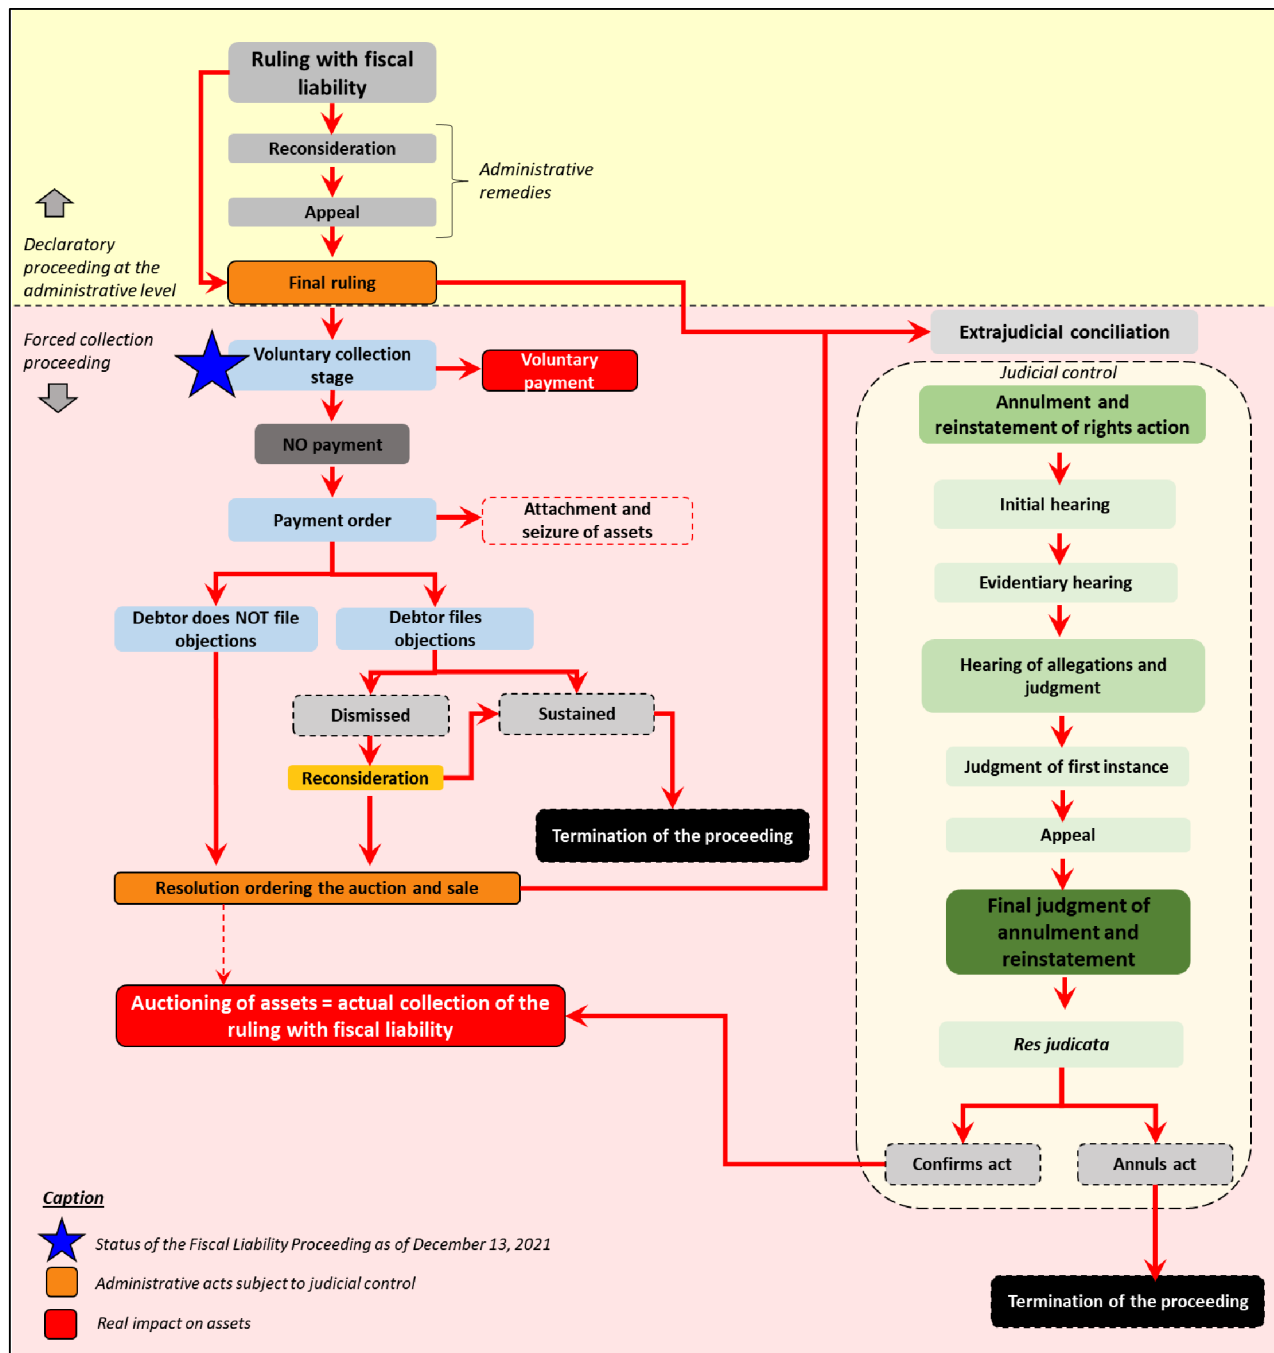 Ruling with fiscal
liability
Reconsideration
Appeal
Administrative
remedies
Final ruling
Declaratory
proceeding at the
administrative level
Forced collection
proceeding
Voluntary collection
stage
Voluntary
payment
NO payment
Payment order
Attachment and
seizure of assets
Debtor does NOT file
objections
Debtor files
objections
Dismissed
Sustained
Reconsideration
Termination of the proceeding
Resolution ordering the auction and sale
Auctioning of assets = actual collection of the
ruling with fiscal liability
Extrajudicial conciliation
Judicial control
Annulment and
reinstatement of rights action
Initial hearing
Evidentiary hearing
Hearing of allegations and
judgment
Judgment of first instance
Appeal
Final judgment of
annulment and
reinstatement
Res judicata
Confirms act
Annuls act
Termination of the proceeding
Caption
Status of the Fiscal Liability Proceeding as of December 13, 2021
Administrative acts subject to judicial control
Real impact on assets